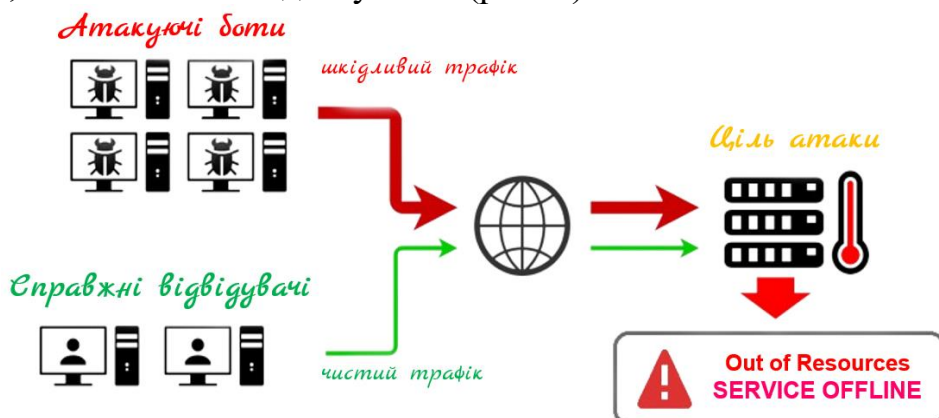 Атакуючі боти
шкідливий трафік
Ціль атаки
Справжні відвідувачі
чистий трафік
Out of Resources
SERVICE OFFLINE